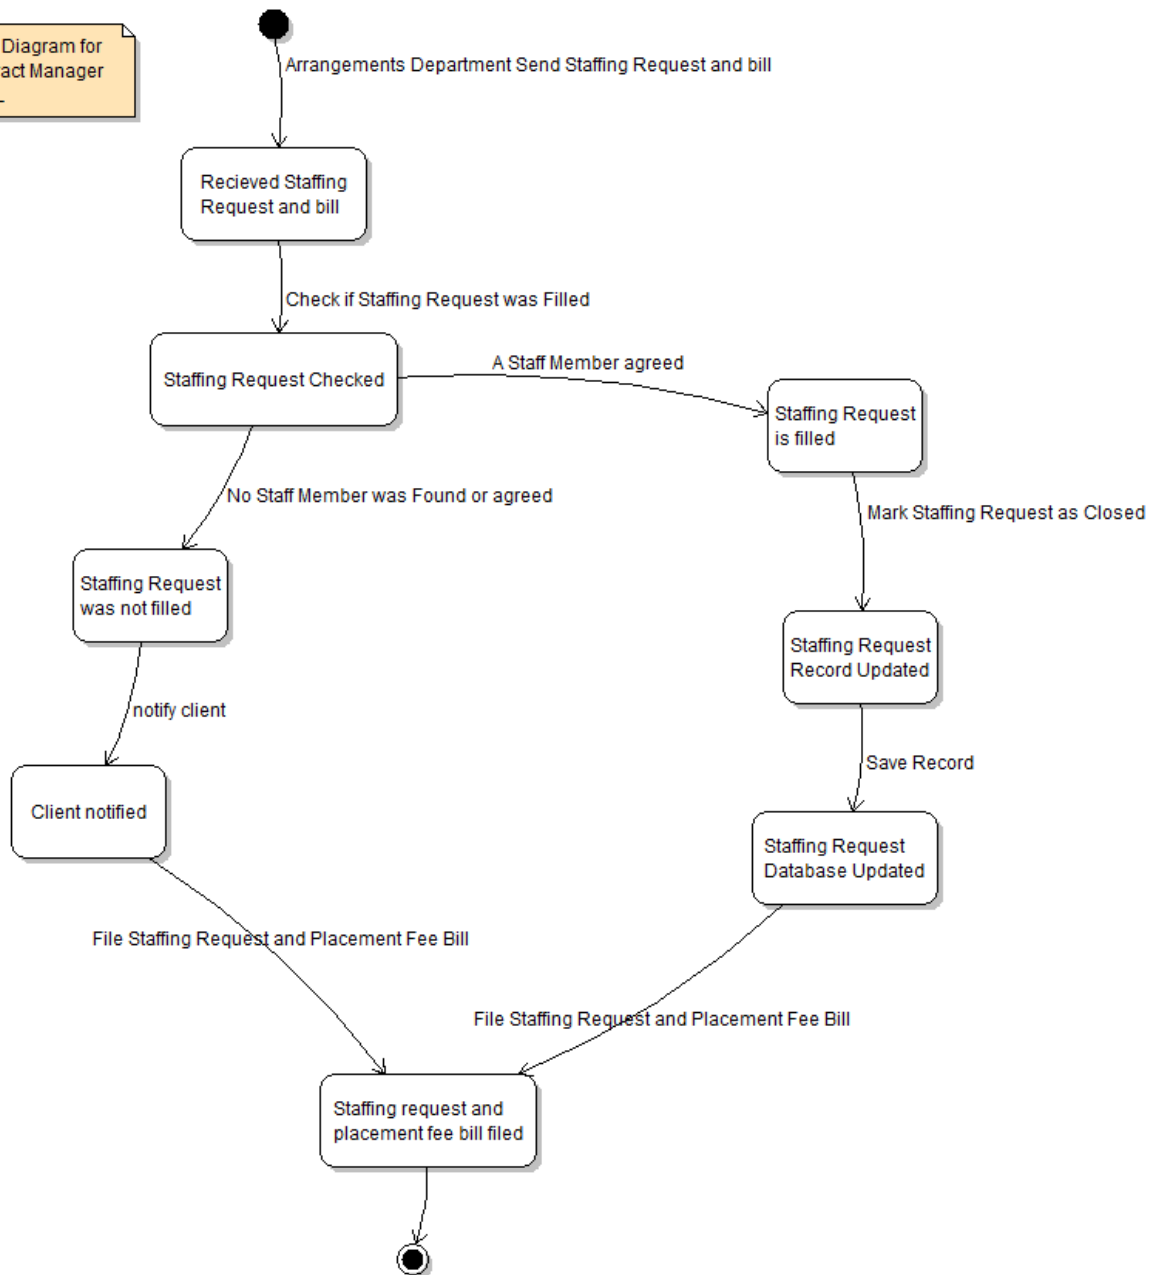 Diagram for
Manager
Arrangements Department Send Staffing Request and bill
Recieved Staffing
Request and bill
Check if Staffing Request was Filled
Staffing Request Checked
A Staff Member agreed
Staffing Request
is filled
No Staff Member was Found or agreed
Mark Staffing Request as Closed
Staffing Request
was not filled
Staffing Request
Record Updated
notify client
Save Record
Client notified
Staffing Request
Database Updated
File Staffing Request and Placement Fee Bill
File Staffing Request and Placement Fee Bill
Staffing request and
placement fee bill filed